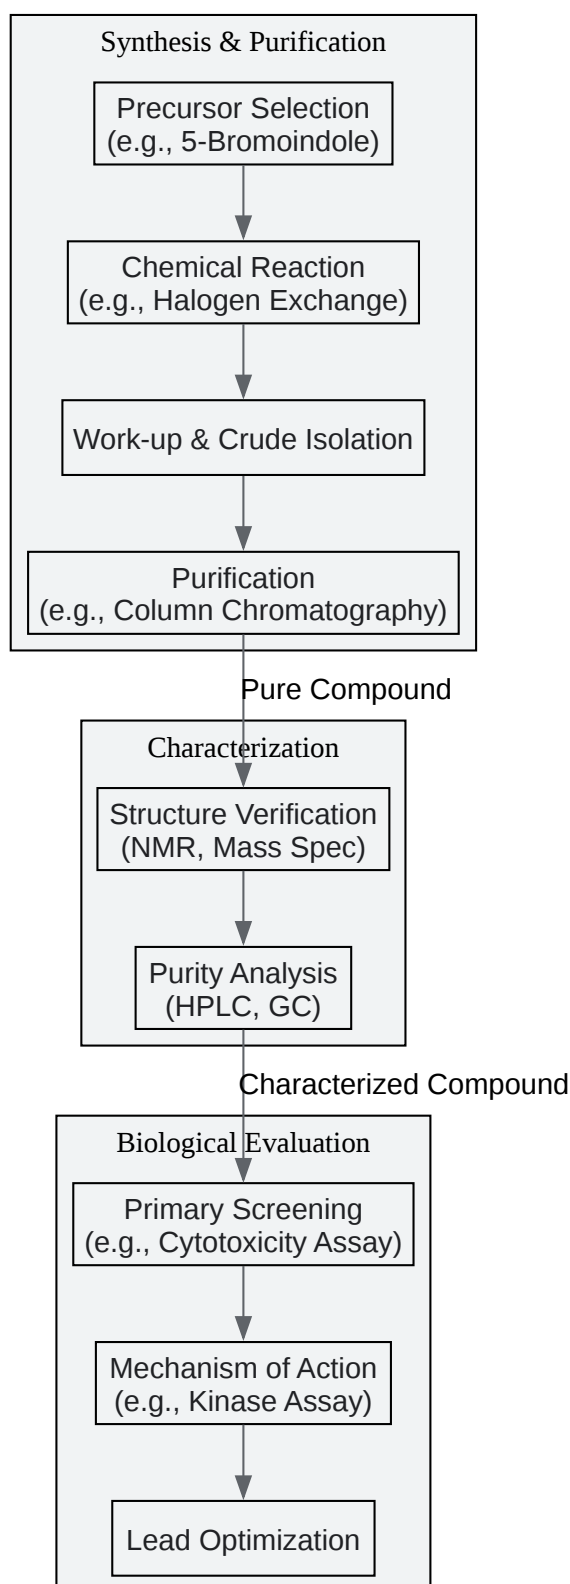 Synthesis & Purification
Precursor Selection
(e.g., 5-Bromoindole)
Chemical Reaction
(e.g., Halogen Exchange)
Work-up & Crude Isolation
Purification
(e.g., Column Chromatography)
Pure Compound
Characterization
Structure Verification
(NMR, Mass Spec)
Purity Analysis
(HPLC, GC)
Characterized Compound
Biological Evaluation
Primary Screening
(e.g., Cytotoxicity Assay)
Mechanism of Action
(e.g., Kinase Assay)
Lead Optimization